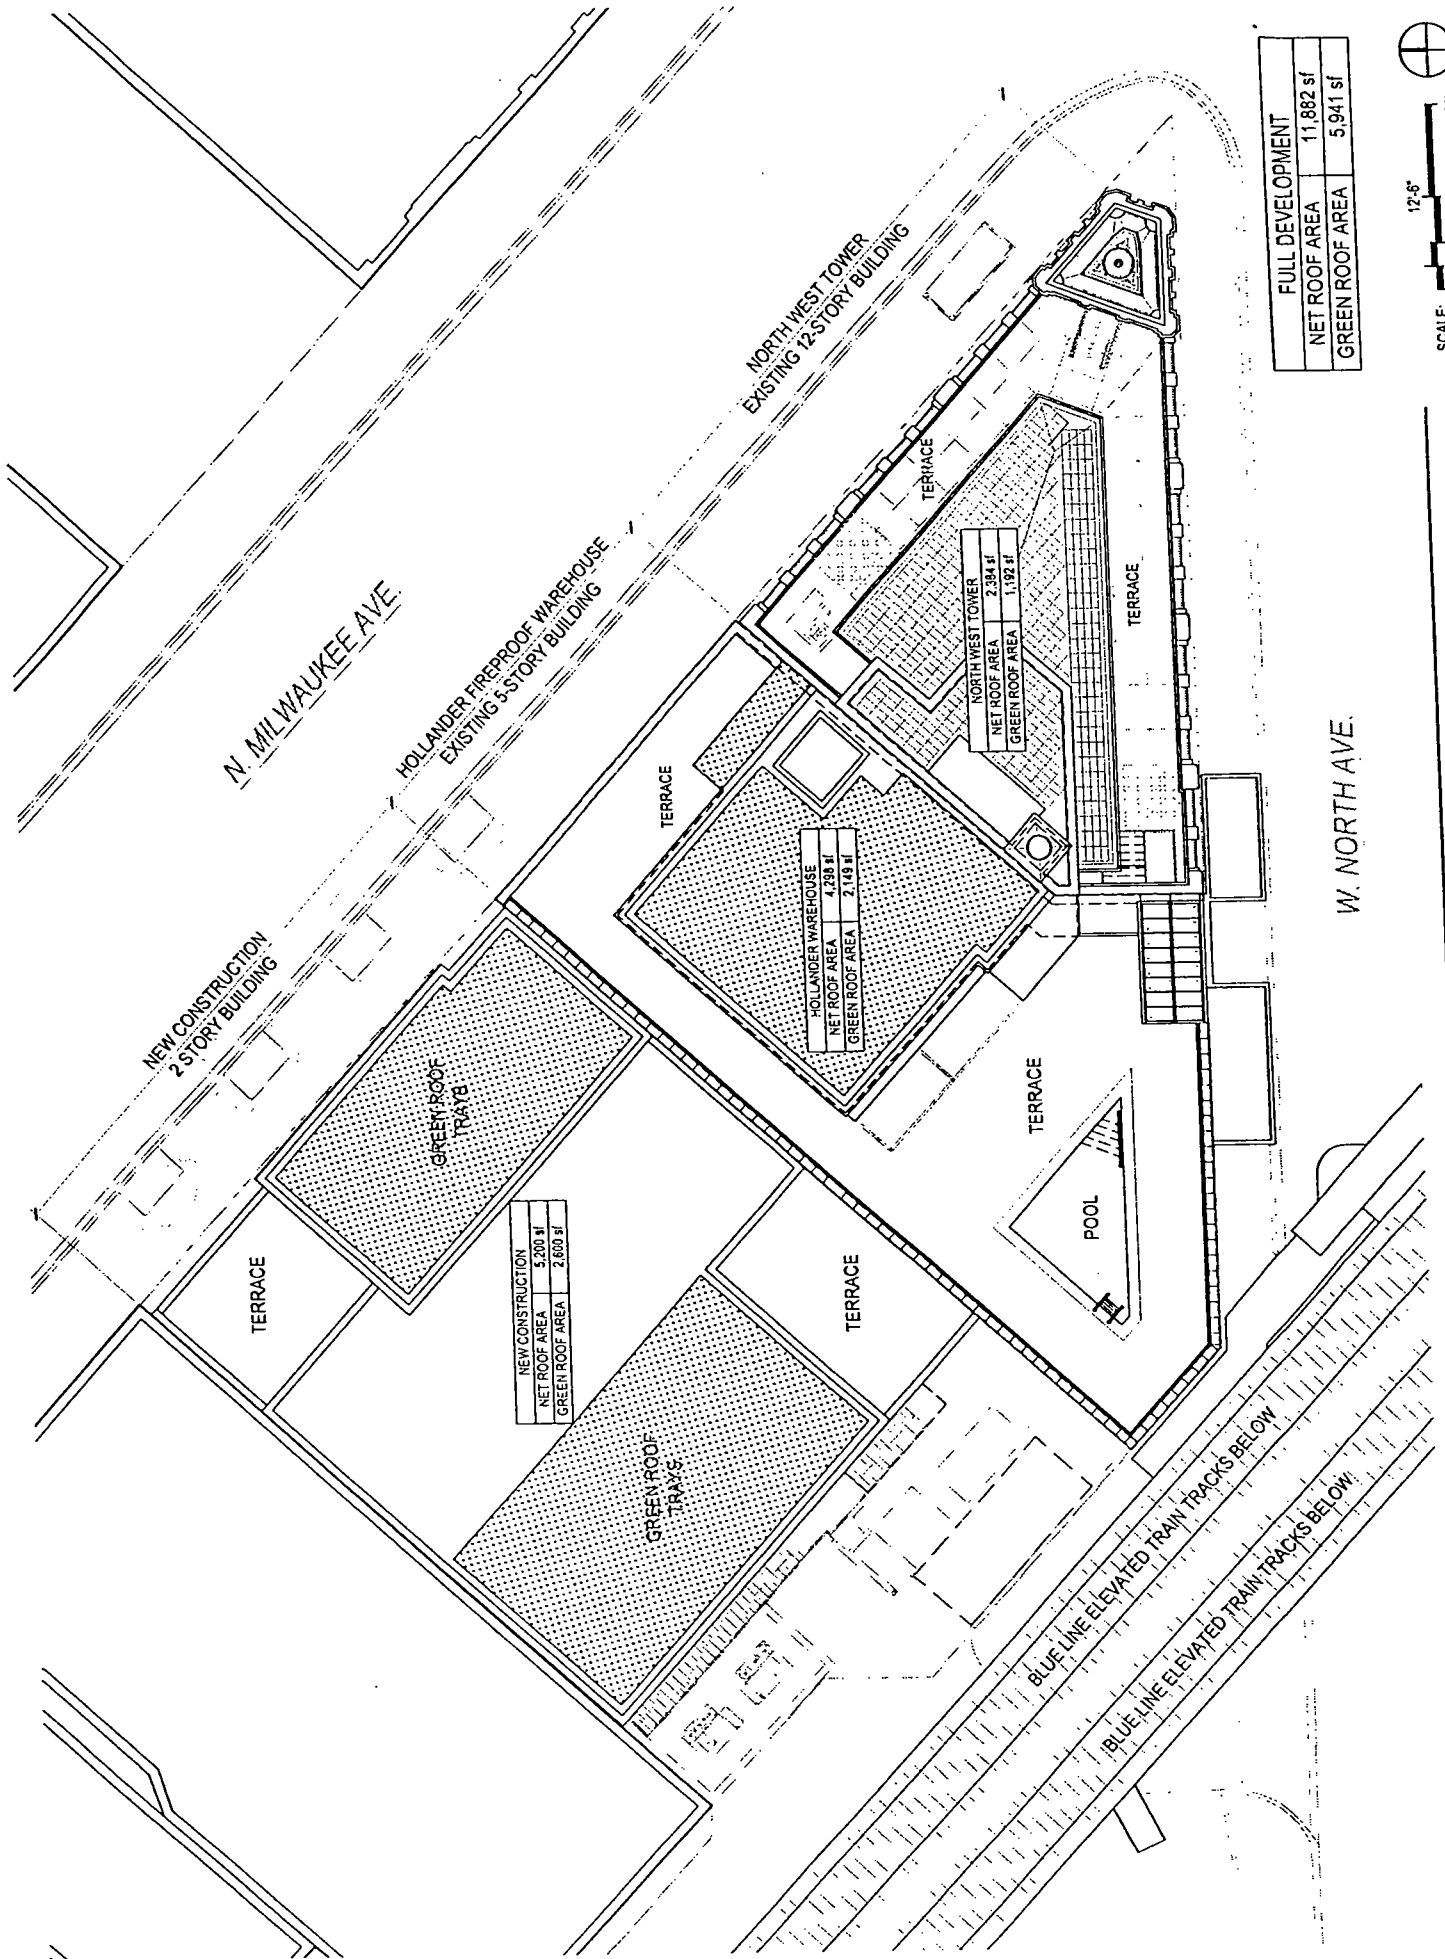 N. MILWAUKEE AVE.
NEW CONSTRUCTION
2 STORY BUILDING
HOLLANDER FIREPROOF WAREHOUSE
EXISTING 5-STORY BUILDING
NORTH WEST TOWER
EXISTING 12-STORY BUILDING
TERRACE
GREEN ROOF
TRAYS
TERRACE
TERRACE
NEW CONSTRUCTION
NET ROOF AREA 5,200 sf
GREEN ROOF AREA 2,600 sf
HOLLANDER WAREHOUSE
NET ROOF AREA 4,298 sf
GREEN ROOF AREA 2,149 sf
NORTH WEST TOWER
NET ROOF AREA 2,384 sf
GREEN ROOF AREA 1,192 sf
GREEN ROOF
TRAYS
TERRACE
TERRACE
TERRACE
POOL
BLUE LINE ELEVATED TRAIN TRACKS BELOW
BLUE LINE ELEVATED TRAIN TRACKS BELOW
W. NORTH AVE.
FULL DEVELOPMENT
NET ROOF AREA 11,882 sf
GREEN ROOF AREA 5,941 sf
SCALE:
12'-6"